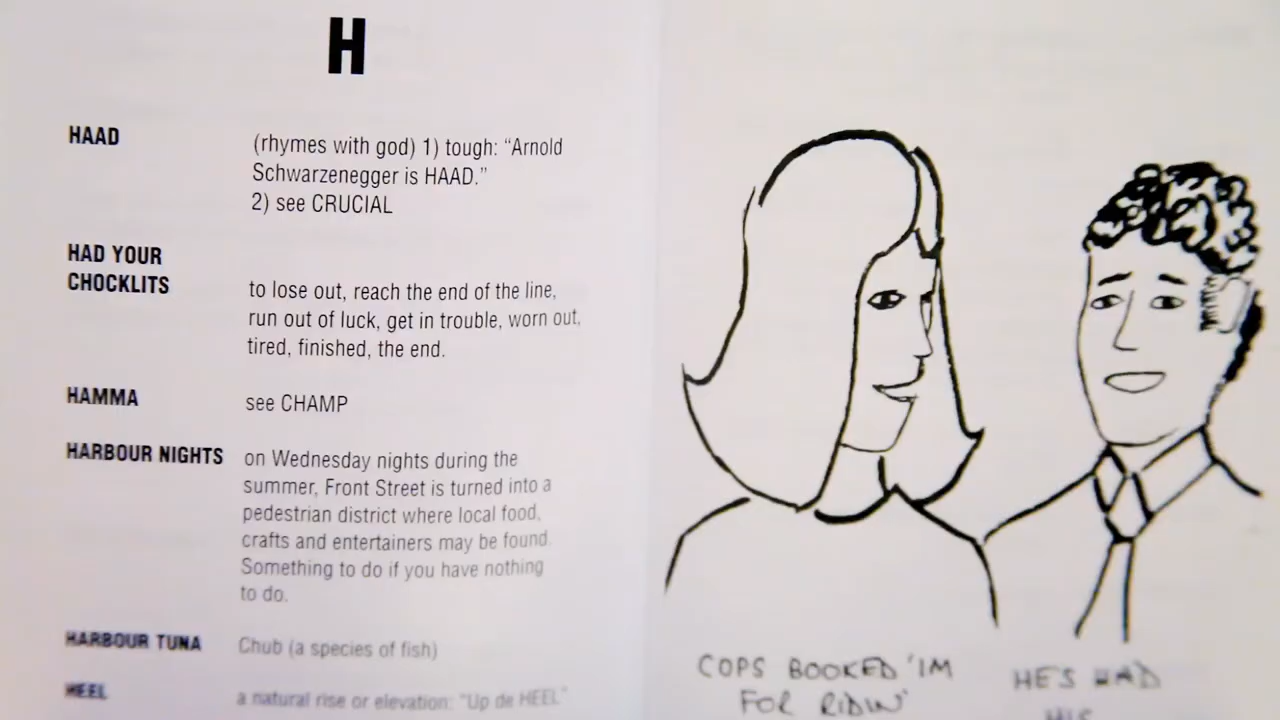 H
HAAD (rhymes with god) 1) tough: “Arnold
Schwarzenegger is HAAD.”
2) see CRUCIAL
HAD YOUR
CHOCKLITS
to lose out, reach the end of the line,
run out of luck, get in trouble, worn out,
tired, finished, the end.
HAMMA see CHAMP
HARBOUR NIGHTS on Wednesday nights during the
summer, Front Street is turned into a
pedestrian district where local food,
crafts and entertainers may be found.
Something to do if you have nothing
to do.
HARBOUR TUNA Chub (a species of fish)
HEEL a natural rise or elevation: “Up de HEEL”
COPS BOOKED 'IM
FOR RIDIN'
HE'S HAD
HIS